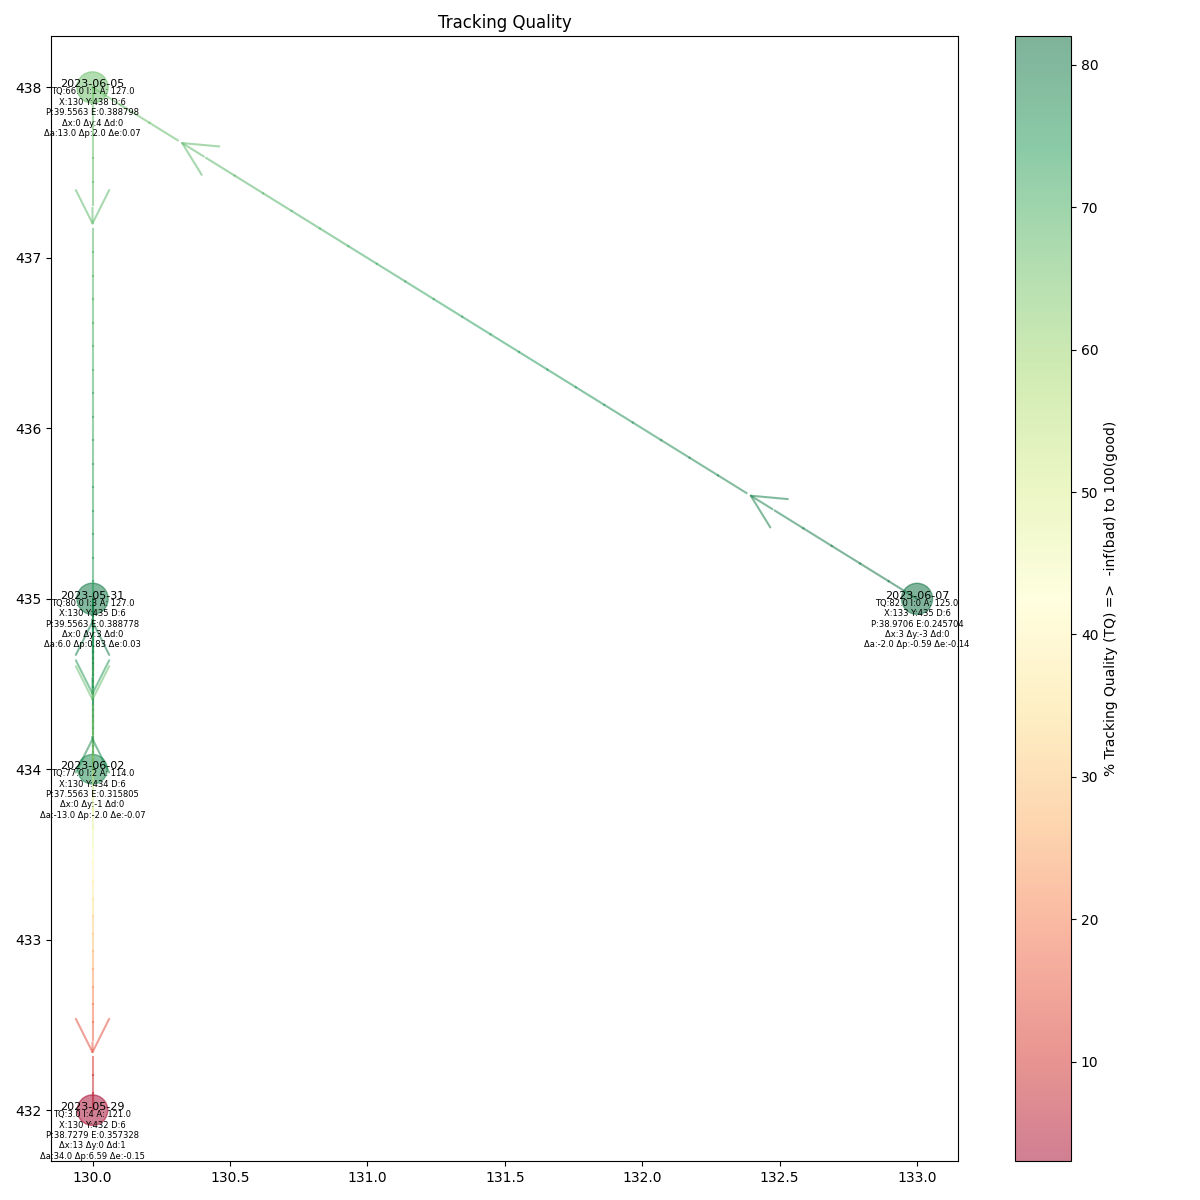 Tracking Quality
438
437
436
435
434
433
432
130.0
130.5
131.0
131.5
132.0
132.5
133.0
2023-06-05
TQ:66.0 I:1 A: 127.0
X:130 Y:438 D:6
P:39.5563 E:0.388798
Δx:0 Δy:4 Δd:0
Δa:13.0 Δp:2.0 Δe:0.07
2023-05-31
TQ:80.0 I:3 A: 127.0
X:130 Y:435 D:6
P:39.5563 E:0.388778
Δx:0 Δy:3 Δd:0
Δa:6.0 Δp:0.83 Δe:0.03
2023-06-07
TQ:82.0 I:0 A: 125.0
X:133 Y:435 D:6
P:38.9706 E:0.245704
Δx:3 Δy:-3 Δd:0
Δa:-2.0 Δp:-0.59 Δe:-0.14
2023-06-02
TQ:77.0 I:2 A: 114.0
X:130 Y:434 D:6
P:37.5563 E:0.315805
Δx:0 Δy:-1 Δd:0
Δa:-13.0 Δp:-2.0 Δe:-0.07
2023-05-29
TQ:3.0 I:4 A: 121.0
X:130 Y:432 D:6
P:38.7279 E:0.357328
Δx:13 Δy:0 Δd:1
Δa:34.0 Δp:6.59 Δe:-0.15
80
70
60
50
40
30
20
10
% Tracking Quality (TQ) => -inf(bad) to 100(good)